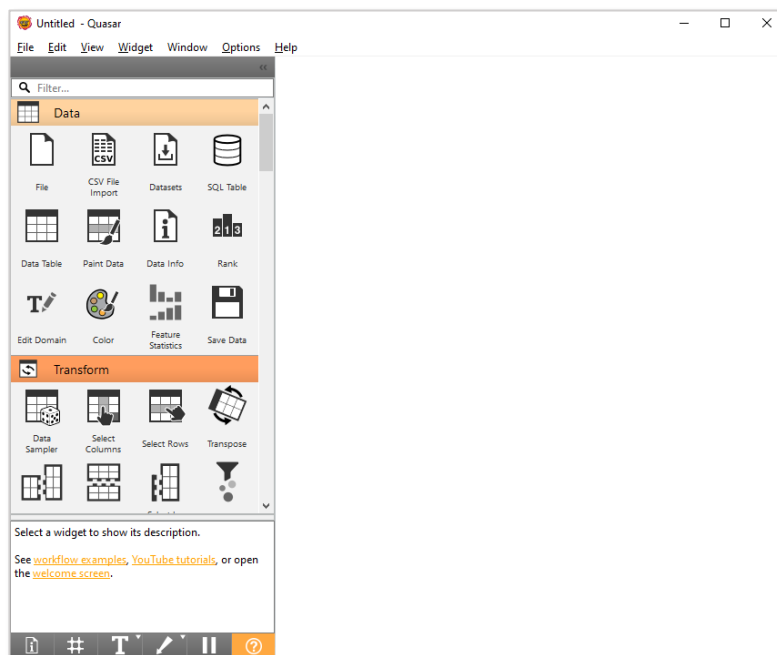 Untitled - Quasar
File Edit View Widget Window Options Help
Filter...
Data
File
CSV File Import
Datasets
SQL Table
Data Table
Paint Data
Data Info
Rank
Edit Domain
Color
Feature Statistics
Save Data
Transform
Data Sampler
Select Columns
Select Rows
Transpose
Select a widget to show its description.
See workflow examples, YouTube tutorials, or open
the welcome screen.